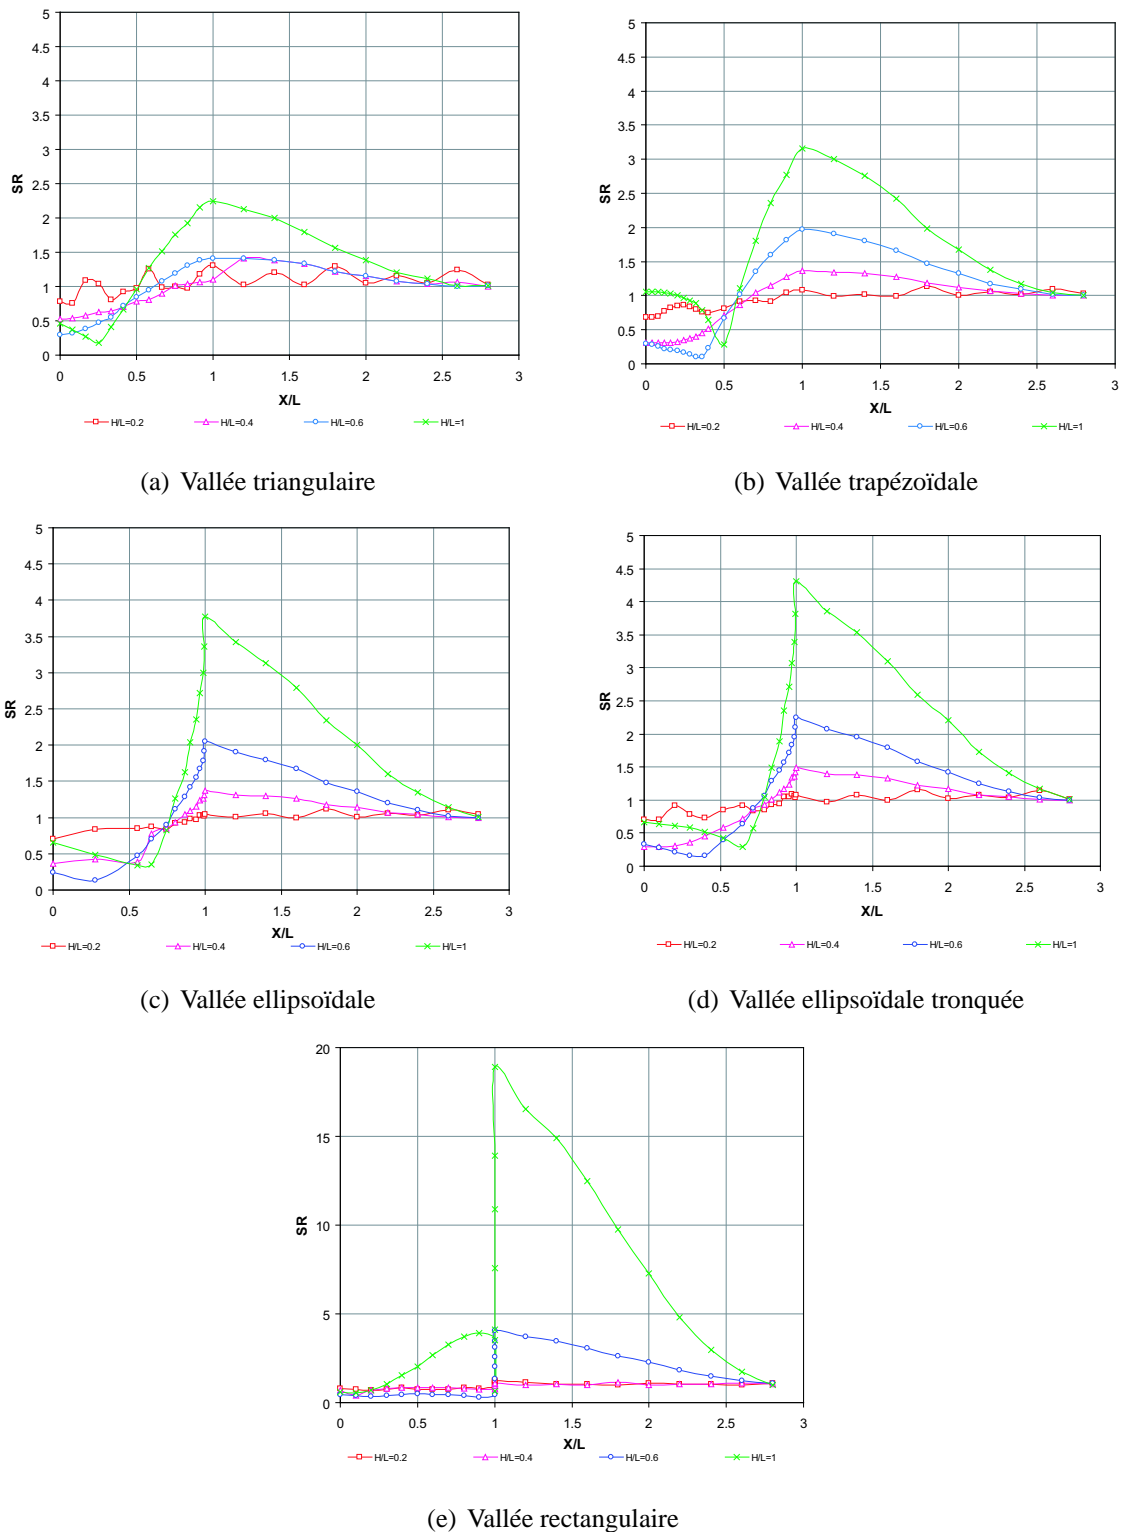 5
4.5
4
3.5
3
2.5
2
1.5
1
0.5
0
SR
0 0.5 1 1.5 2 2.5 3
X/L
H/L=0.2 H/L=0.4 H/L=0.6 H/L=1
(a) Vallée triangulaire
5
4.5
4
3.5
3
2.5
2
1.5
1
0.5
0
SR
0 0.5 1 1.5 2 2.5 3
X/L
H/L=0.2 H/L=0.4 H/L=0.6 H/L=1
(b) Vallée trapézoïdale
5
4.5
4
3.5
3
2.5
2
1.5
1
0.5
0
SR
0 0.5 1 1.5 2 2.5 3
X/L
H/L=0.2 H/L=0.4 H/L=0.6 H/L=1
(c) Vallée ellipsoïdale
5
4.5
4
3.5
3
2.5
2
1.5
1
0.5
0
SR
0 0.5 1 1.5 2 2.5 3
X/L
H/L=0.2 H/L=0.4 H/L=0.6 H/L=1
(d) Vallée ellipsoïdale tronquée
20
15
10
5
0
SR
0 0.5 1 1.5 2 2.5 3
X/L
H/L=0.2 H/L=0.4 H/L=0.6 H/L=1
(e) Vallée rectangulaire